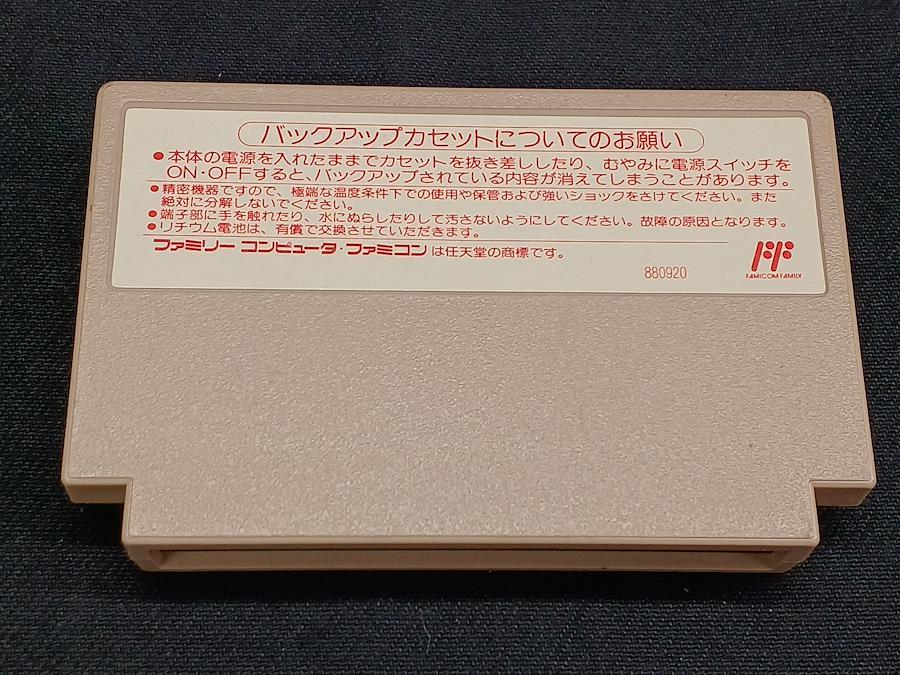 バックアップカセットについてのお願い
●本体の電源を入れたままでカセットを抜き差ししたり、むやみに電源スイッチを
ON・OFFすると、バックアップされている内容が消えてしまうことがあります。
●精密機器ですので、極端な温度条件下での使用や保管および強いショックをさけてください。また
絶対に分解しないでください。
●端子部に手を触れたり、水にぬらしたりして汚さないようにしてください。故障の原因となります。
●リチウム電池は、有償で交換させていただきます。
ファミリーコンピュータ・ファミコンは任天堂の商標です。
880920
FAMICOM FAMILY